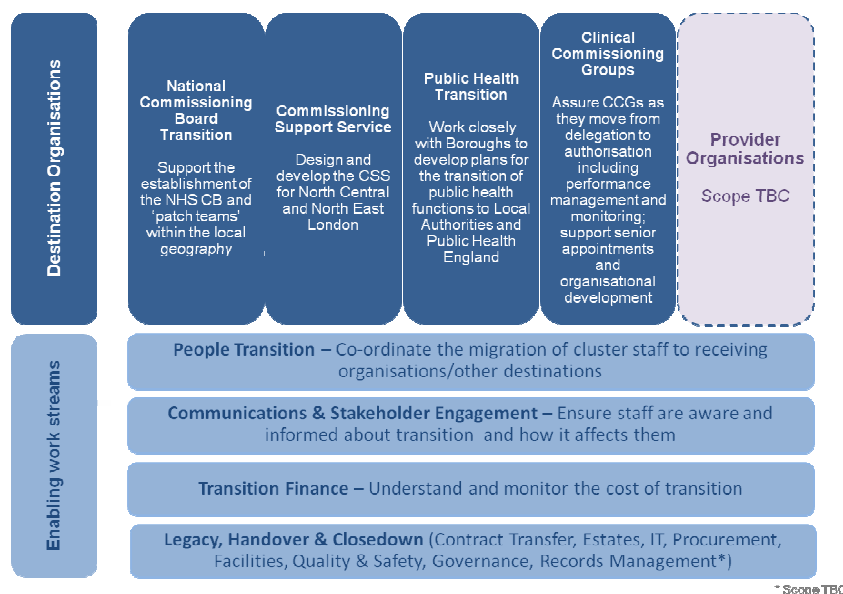 Destination Organisations
National
Commissioning
Board
Transition
Support the
establishment of
the NHS CB and
‘patch teams’
within the local
geography
Commissioning
Support Service
Design and
develop the CSS
for North Central
and North East
London
Public Health
Transition
Work closely
with Boroughs to
develop plans for
the transition of
public health
functions to Local
Authorities and
Public Health
England
Clinical
Commissioning
Groups
Assure CCGs as
they move from
delegation to
authorisation
including
performance
management and
monitoring;
support senior
appointments
and
organisational
development
Provider
Organisations
Scope TBC
Enabling work streams
People Transition – Co-ordinate the migration of cluster staff to receiving
organisations/other destinations
Communications & Stakeholder Engagement – Ensure staff are aware and
informed about transition and how it affects them
Transition Finance – Understand and monitor the cost of transition
Legacy, Handover & Closedown (Contract Transfer, Estates, IT, Procurement,
Facilities, Quality & Safety, Governance, Records Management*)
* Scope TBC